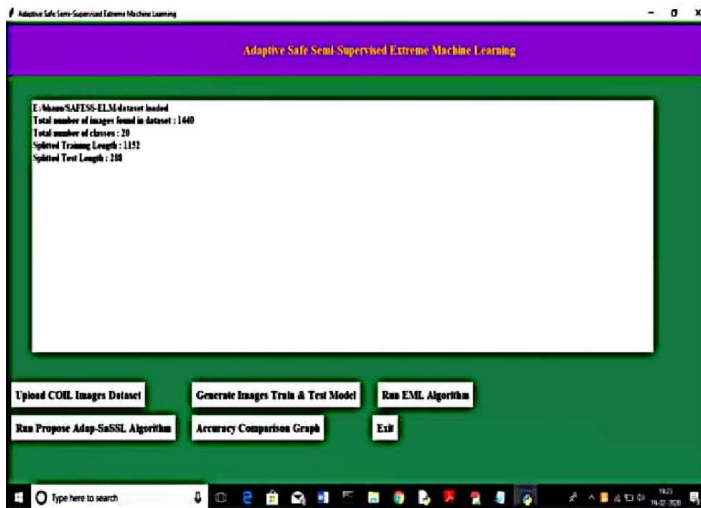 Adaptive Safe Semi-Supervised Extreme Machine Learning
Adaptive Safe Semi-Supervised Extreme Machine Learning
dataset loaded
Total number of images found in dataset : 1440
Total number of classes : 20
Splitted Training Length : 1152
Splitted Test Length : 288
Upload COIL Images Dataset Generate Images Train & Test Model Run EML Algorithm
Run Propose Adap-SaSSL Algorithm Accuracy Comparison Graph Exit
Type here to search